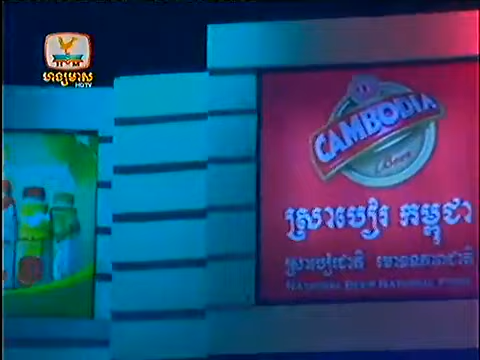 ហង្សមាស
HDTV
CAMBODIA
Beer
ស្រាបៀរ កម្ពុជា
ស្រាបៀរជាតិ មោទនភាពជាតិ
NATIONAL BEER NATIONAL PRIDE